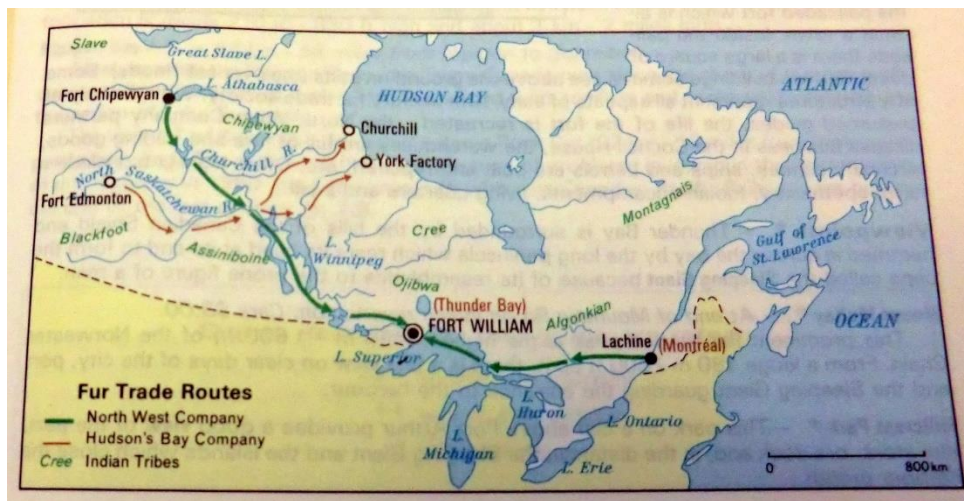 Slave
Great Slave L.
L. Athabasca
Fort Chipewyan
HUDSON BAY
ATLANTIC
Chipewyan
Churchill
Churchill R.
York Factory
North Saskatchewan R.
Fort Edmonton
Montagnais
Blackfoot
Cree
Assiniboine
L. Winnipeg
Gulf of
St. Lawrence
Ojibwa
(Thunder Bay)
FORT WILLIAM
Algonkian
OCEAN
L. Superior
Lachine (Montréal)
Fur Trade Routes
North West Company
Hudson's Bay Company
Cree Indian Tribes
L.
Huron
L. Ontario
L.
Michigan
L. Erie
0 800 km